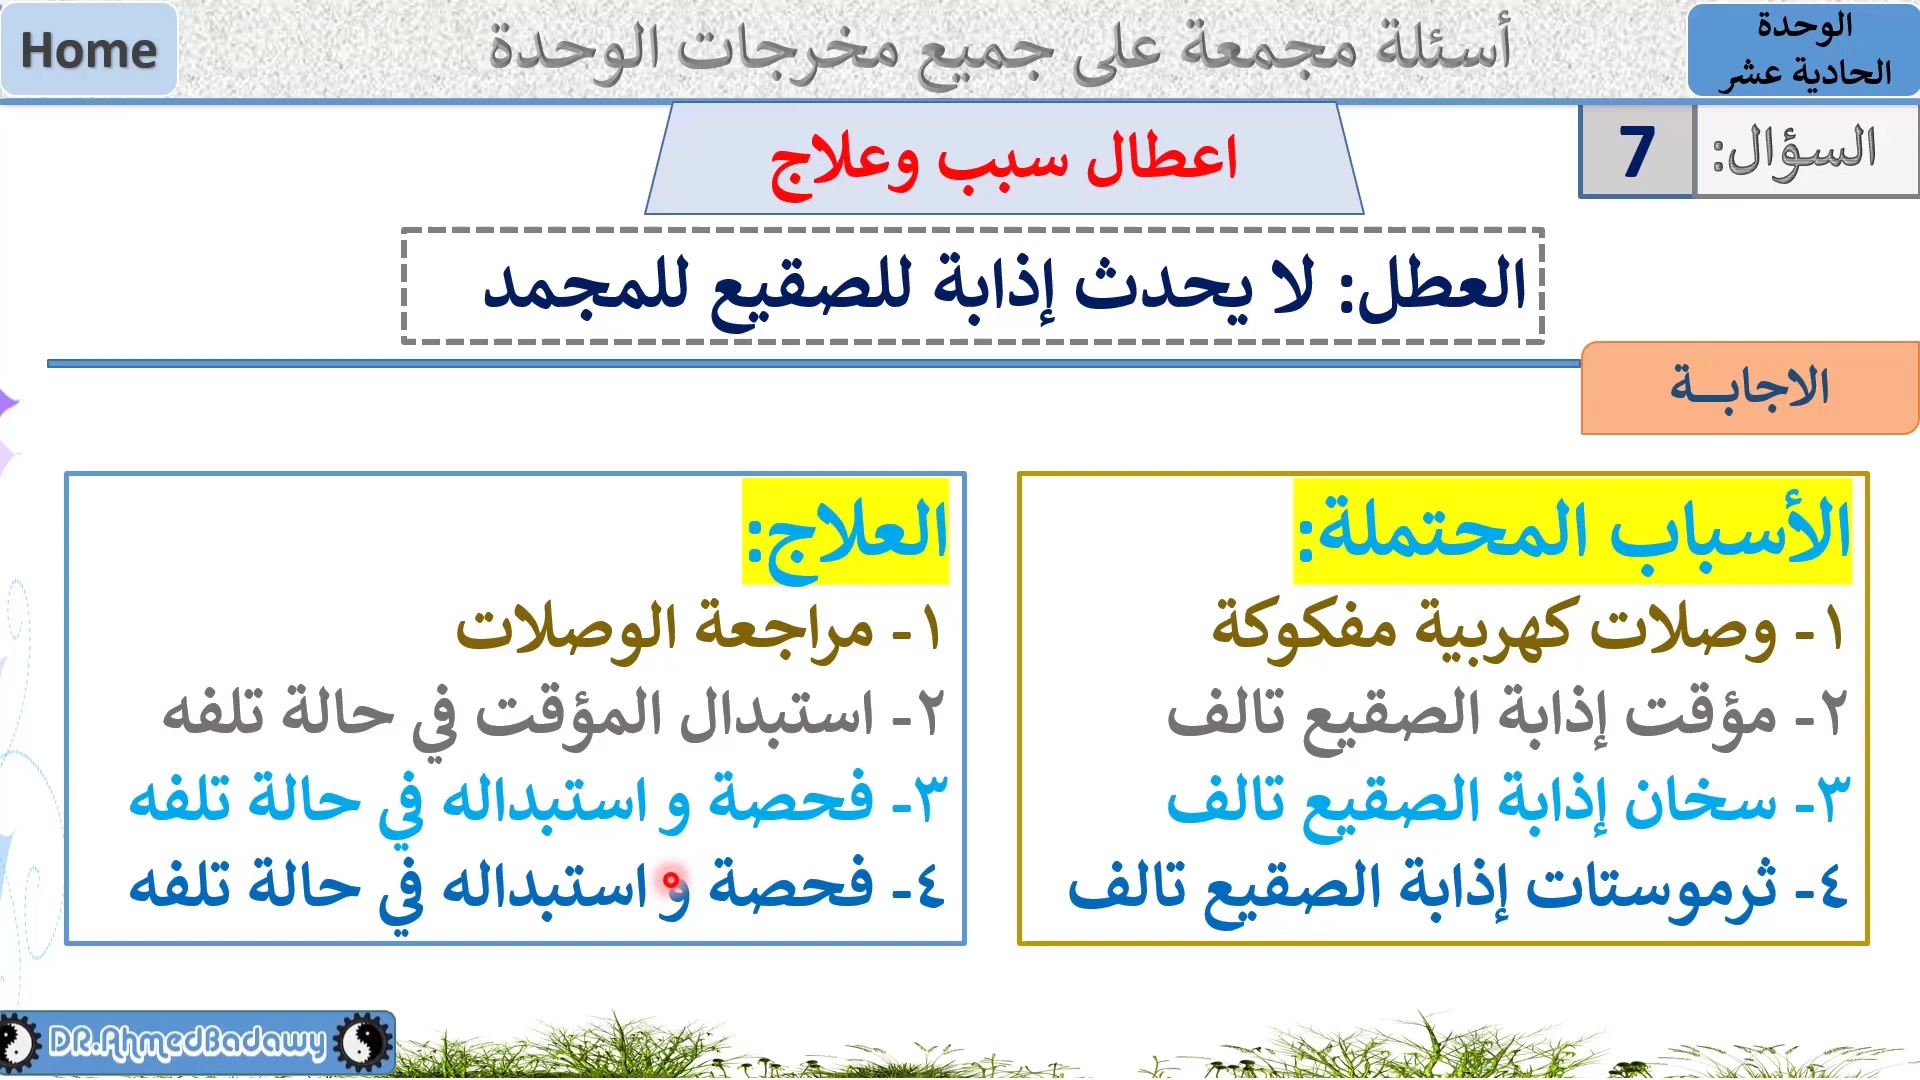 Home
أسئلة مجمعة على جميع مخرجات الوحدة
الوحدة
الحادية عشر
السؤال:
7
اعطال سبب وعلاج
العطل: لا يحدث إذابة للصقيع للمجمد
الاجابـــة
الأسباب المحتملة:
١- وصلات كهربية مفكوكة
٢- مؤقت إذابة الصقيع تالف
٣- سخان إذابة الصقيع تالف
٤- ثرموستات إذابة الصقيع تالف
العلاج:
١- مراجعة الوصلات
٢- استبدال المؤقت في حالة تلفه
٣- فحصة و استبداله في حالة تلفه
٤- فحصة و استبداله في حالة تلفه
DR.AhmedBadawy